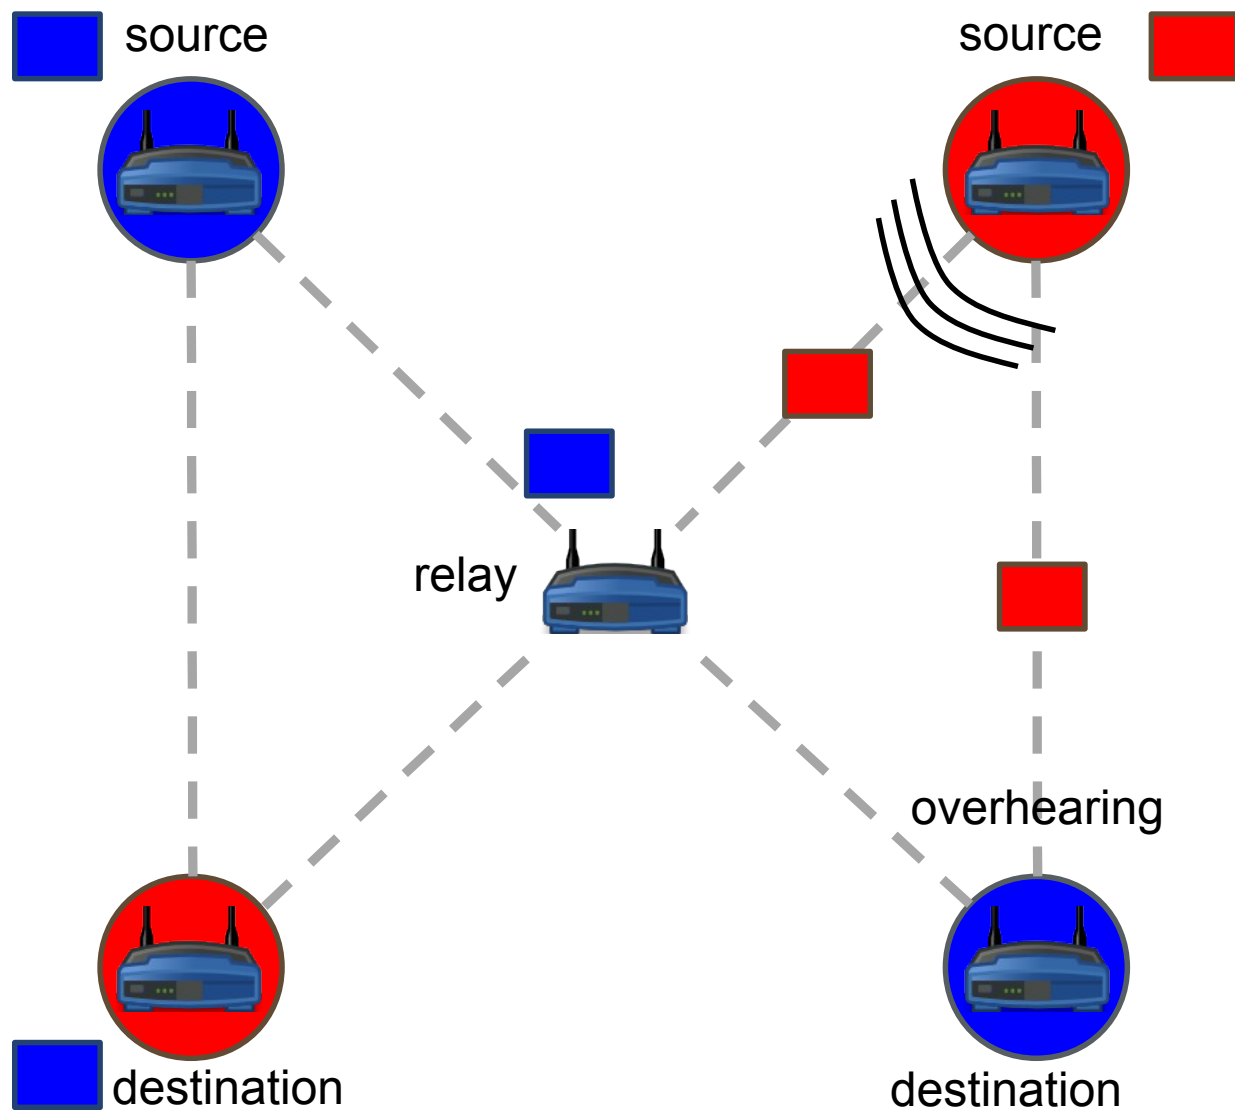 source
source
relay
overhearing
destination
destination